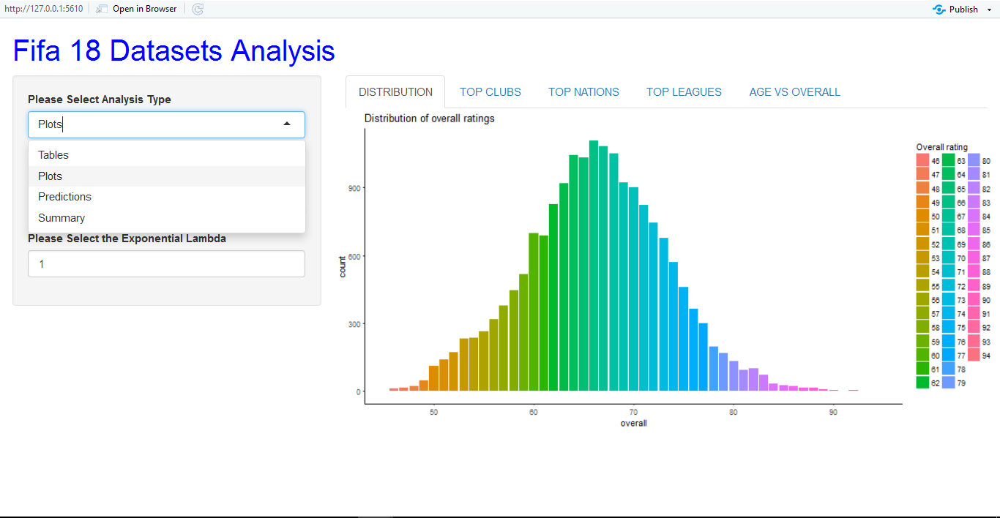 http://127.0.0.1:5610 Open in Browser Publish
Fifa 18 Datasets Analysis
Please Select Analysis Type
Plots
Tables
Plots
Predictions
Summary
Please Select the Exponential Lambda
1
DISTRIBUTION TOP CLUBS TOP NATIONS TOP LEAGUES AGE VS OVERALL
Distribution of overall ratings
count
900
600
300
0
50 60 70 80 90
overall
Overall rating
46 63 80
47 64 81
48 65 82
49 66 83
50 67 84
51 68 85
52 69 86
53 70 87
54 71 88
55 72 89
56 73 90
57 74 91
58 75 92
59 76 93
60 77 94
61 78
62 79